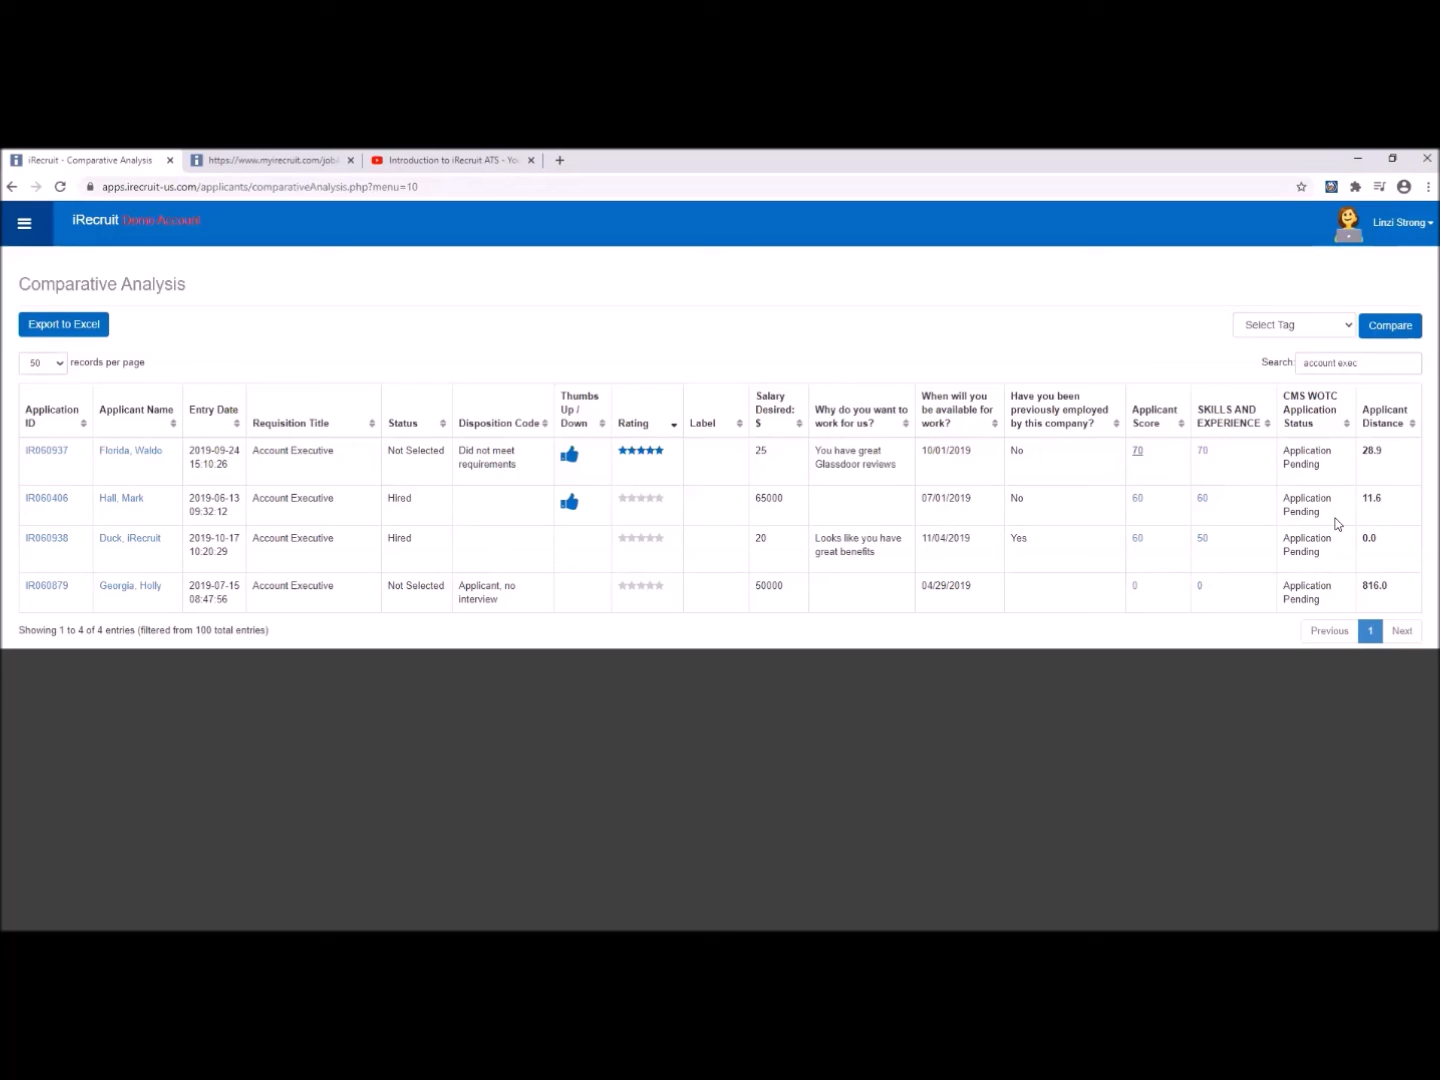 iRecruit - Comparative Analysis
https://www.myirecruit.com/job
Introduction to iRecruit ATS - Yo
apps.irecruit-us.com/applicants/comparativeAnalysis.php?menu=10
iRecruit Demo Account
Linzi Strong
Comparative Analysis
Export to Excel
Select Tag
Compare
50 records per page
Search: account exec
Application ID
Applicant Name
Entry Date
Requisition Title
Status
Disposition Code
Thumbs Up / Down
Rating
Label
Salary Desired: $
Why do you want to work for us?
When will you be available for work?
Have you been previously employed by this company?
Applicant Score
SKILLS AND EXPERIENCE
CMS WOTC Application Status
Applicant Distance
IR060937 Florida, Waldo 2019-09-24 15:10.26 Account Executive Not Selected Did not meet requirements 25 You have great Glassdoor reviews 10/01/2019 No 70 70 Application Pending 28.9
IR060406 Hall, Mark 2019-06-13 09:32:12 Account Executive Hired 65000 07/01/2019 No 60 60 Application Pending 11.6
IR060938 Duck, iRecruit 2019-10-17 10:20:29 Account Executive Hired 20 Looks like you have great benefits 11/04/2019 Yes 60 50 Application Pending 0.0
IR060879 Georgia, Holly 2019-07-15 08:47:56 Account Executive Not Selected Applicant, no interview 50000 04/29/2019 0 0 Application Pending 816.0
Showing 1 to 4 of 4 entries (filtered from 100 total entries)
Previous 1 Next